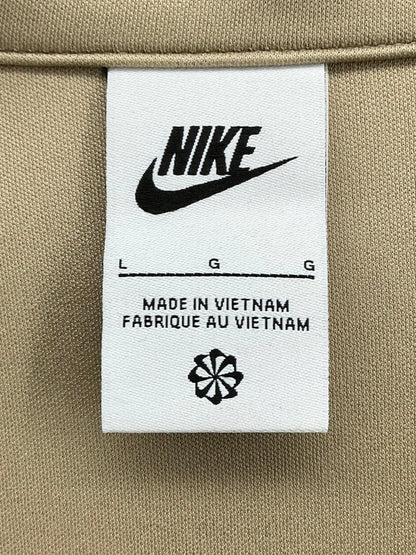 NIKE
L G G
MADE IN VIETNAM
FABRIQUE AU VIETNAM